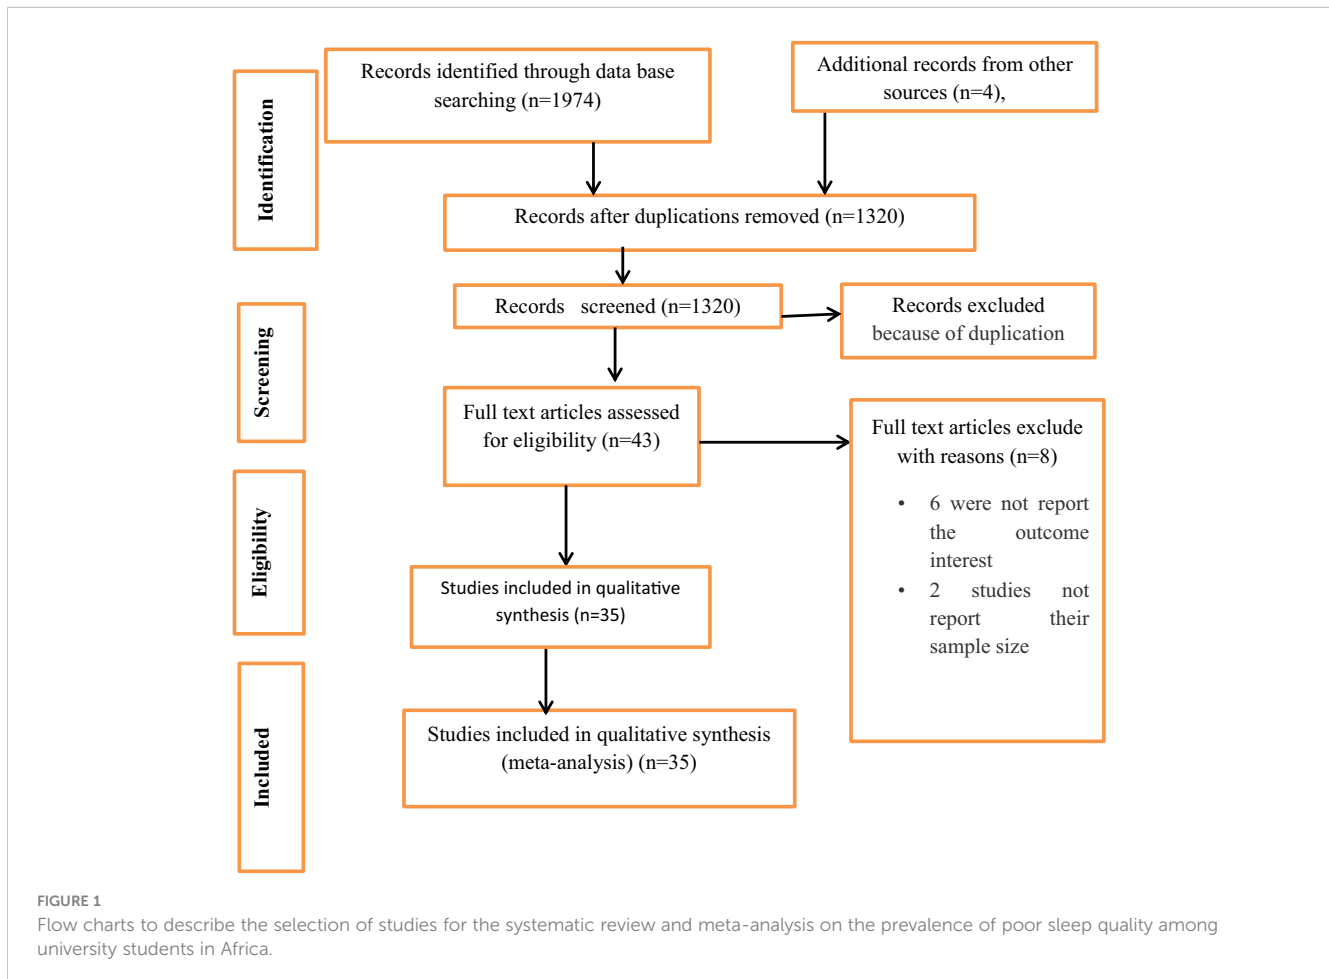 Identification
Records identified through data base
searching (n=1974)
Additional records from other
sources (n=4),
Records after duplications removed (n=1320)
Screening
Records screened (n=1320)
Records excluded
because of duplication
Full text articles assessed
for eligibility (n=43)
Full text articles exclude
with reasons (n=8)
• 6 were not report
the outcome
interest
• 2 studies not
report their
sample size
Eligibility
Studies included in qualitative
synthesis (n=35)
Included
Studies included in qualitative synthesis
(meta-analysis) (n=35)
FIGURE 1
Flow charts to describe the selection of studies for the systematic review and meta-analysis on the prevalence of poor sleep quality among
university students in Africa.